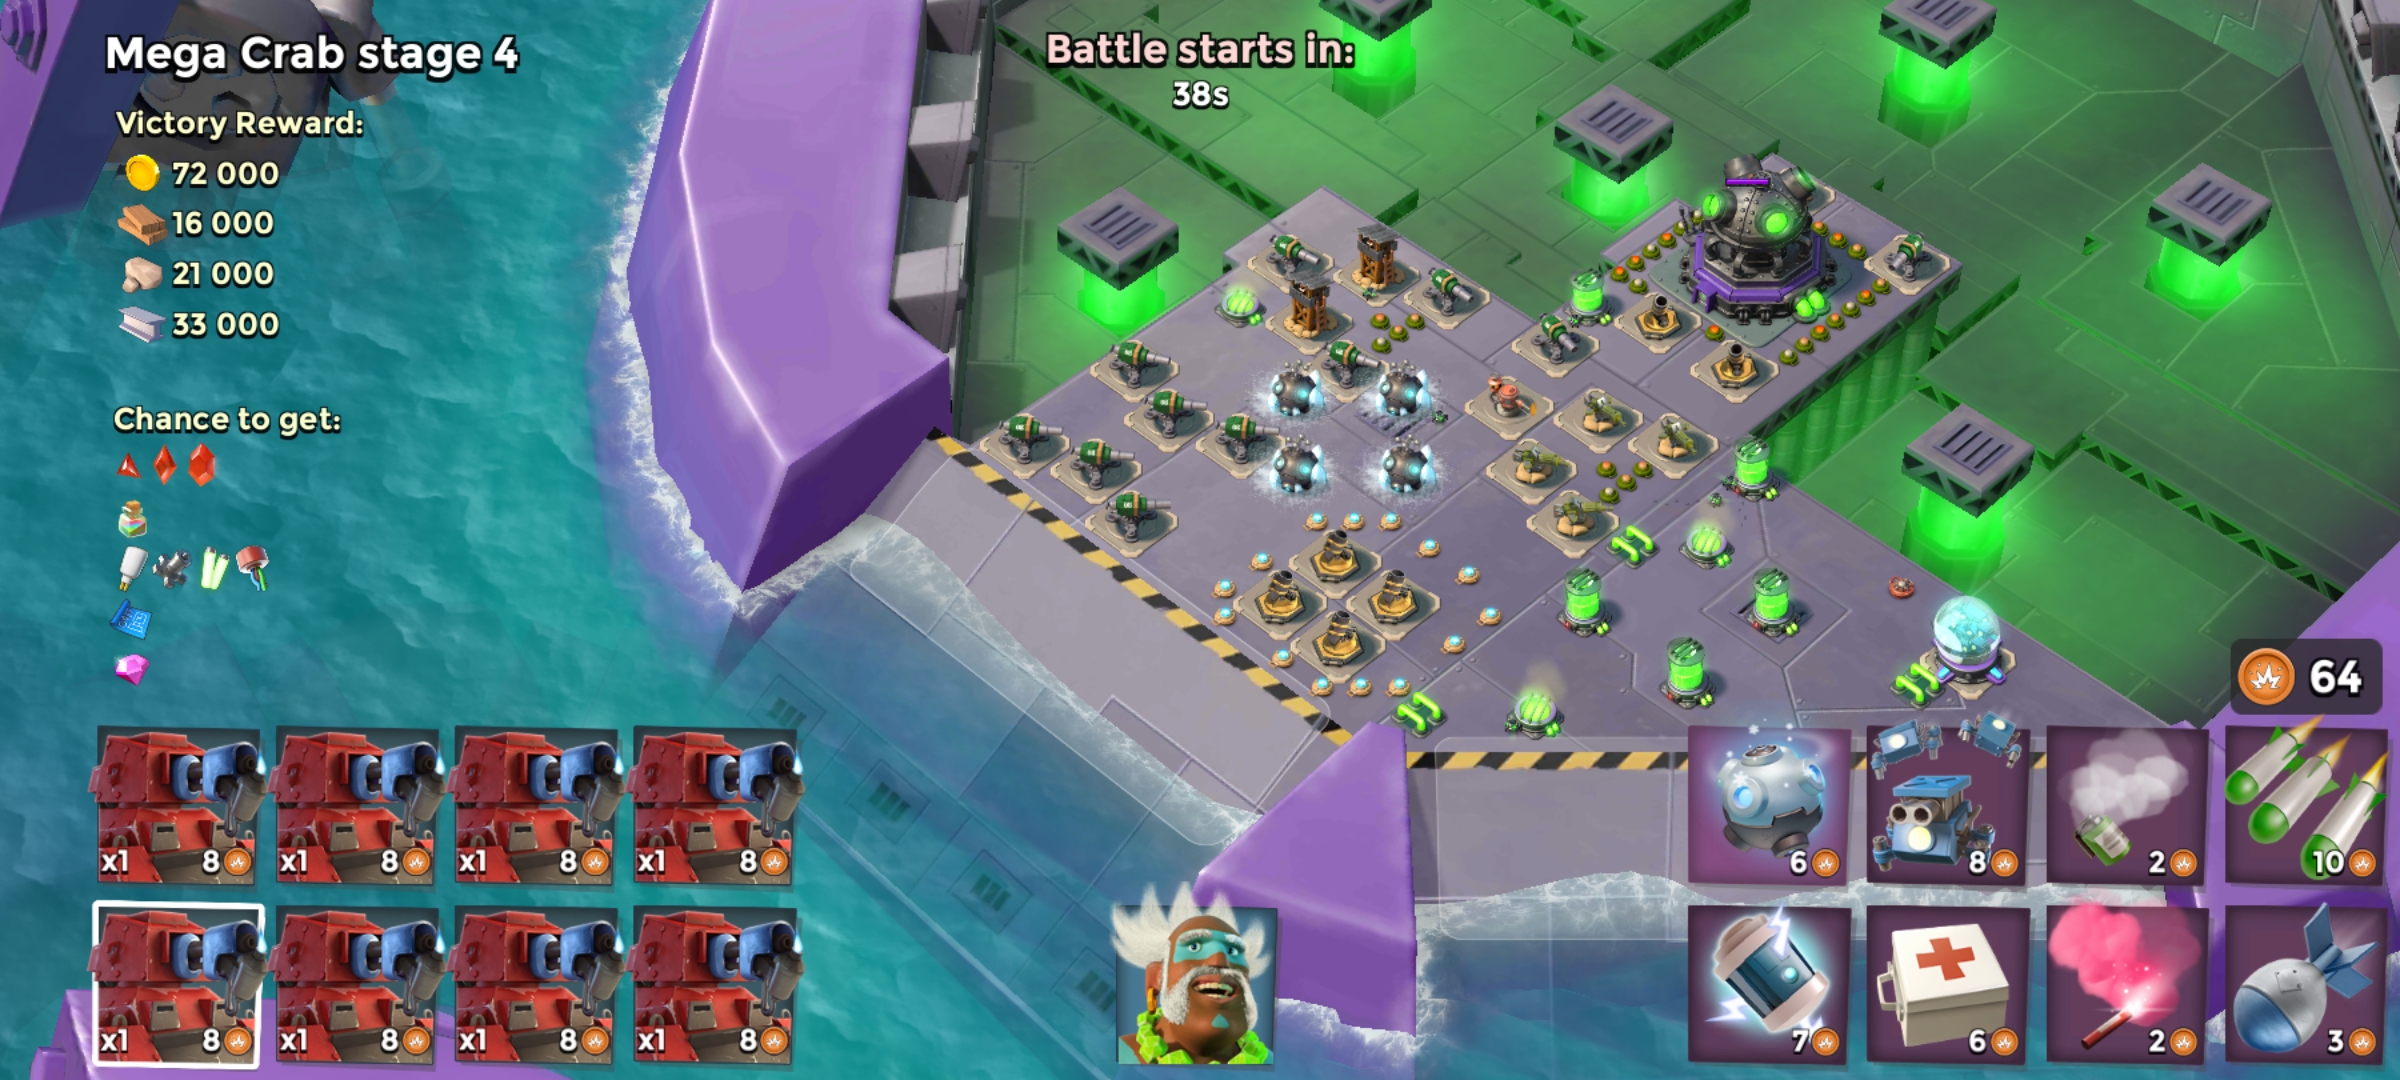 Mega Crab stage 4
Victory Reward:
72 000
16 000
21 000
33 000
Chance to get:
Battle starts in:
38s
64
x1 8
x1 8
x1 8
x1 8
6
8
2
10
x1 8
x1 8
x1 8
x1 8
7
6
2
3